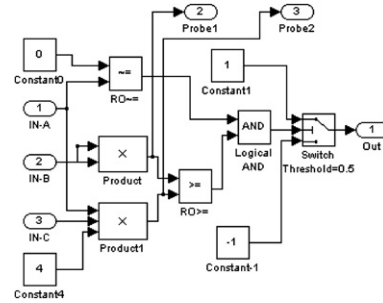 2
Probe1
3
Probe2
0
Constant0
~=
RO~=
1
IN-A
1
Constant1
AND
Logical
AND
1
Out
Switch
Threshold=0.5
2
IN-B
×
Product
>=
RO>=
3
IN-C
×
Product1
-1
Constant-1
4
Constant4